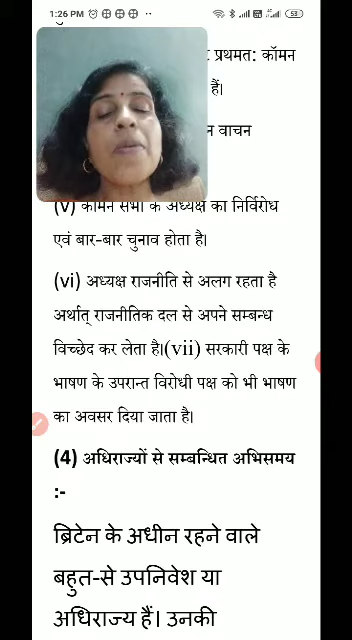 1:26 PM
53
प्रथमत: कॉमन
हैं।
वाचन
(v) कॉमन सभा के अध्यक्ष का निर्विरोध
एवं बार-बार चुनाव होता है।
(vi) अध्यक्ष राजनीति से अलग रहता है
अर्थात् राजनीतिक दल से अपने सम्बन्ध
विच्छेद कर लेता है।(vii) सरकारी पक्ष के
भाषण के उपरान्त विरोधी पक्ष को भी भाषण
का अवसर दिया जाता है।
(4) अधिराज्यों से सम्बन्धित अभिसमय
:-
ब्रिटेन के अधीन रहने वाले
बहुत-से उपनिवेश या
अधिराज्य हैं। उनकी